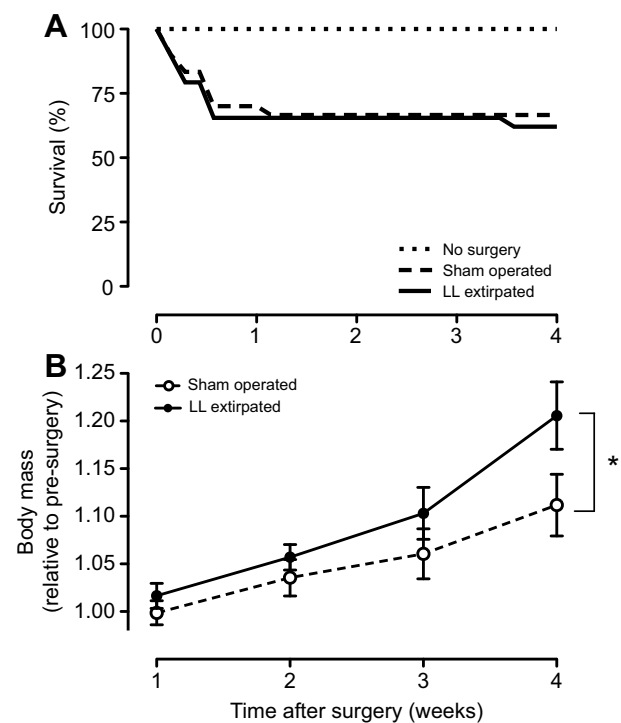 A
100
75
50
25
0
Survival (%)
No surgery
Sham operated
LL extirpated
0 1 2 3 4
B
1.25
1.20
1.15
1.10
1.05
1.00
Body mass
(relative to pre-surgery)
Sham operated
LL extirpated
*
1 2 3 4
Time after surgery (weeks)